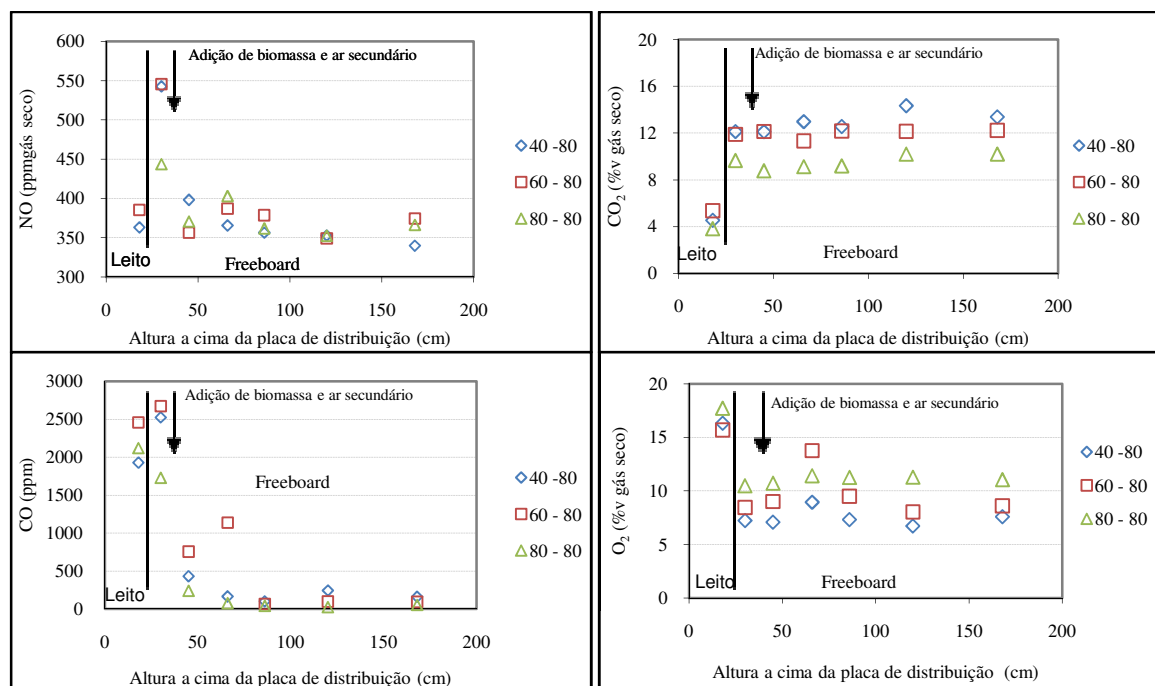 600
550
500
450
400
350
300
NO (ppmgás seco)
Adição de biomassa e ar secundário
Leito
Freeboard
0
50
100
150
200
Altura a cima da placa de distribuição (cm)
40 -80
60 - 80
80 - 80
20
16
12
8
4
0
CO2 (%v gás seco)
Adição de biomassa e ar secundário
Leito
Freeboard
0
50
100
150
200
Altura a cima da placa de distribuição (cm)
40 -80
60 - 80
80 - 80
3000
2500
2000
1500
1000
500
0
CO (ppm)
Adição de biomassa e ar secundário
Freeboard
Leito
0
50
100
150
200
Altura a cima da placa de distribuição (cm)
40 -80
60 - 80
80 - 80
20
15
10
5
0
O2 (%v gás seco)
Adição de biomassa e ar secundário
Leito
Freeboard
0
50
100
150
200
Altura a cima da placa de distribuição (cm)
40 -80
60 - 80
80 - 80